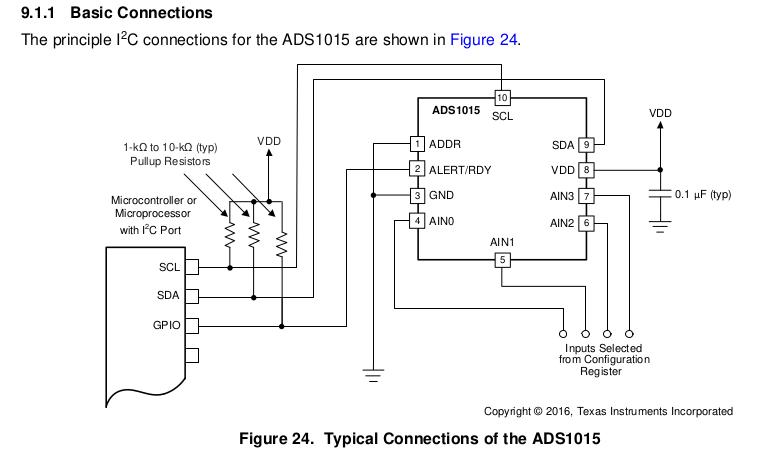 9.1.1 Basic Connections
The principle I2C connections for the ADS1015 are shown in Figure 24.
1-kΩ to 10-kΩ (typ)
Pullup Resistors
VDD
Microcontroller or
Microprocessor
with I2C Port
SCL
SDA
GPIO
10
ADS1015
SCL
1 ADDR
2 ALERT/RDY
3 GND
4 AIN0
SDA 9
VDD 8
AIN3 7
AIN2 6
AIN1
5
VDD
0.1 μF (typ)
Inputs Selected
from Configuration
Register
Copyright © 2016, Texas Instruments Incorporated
Figure 24. Typical Connections of the ADS1015